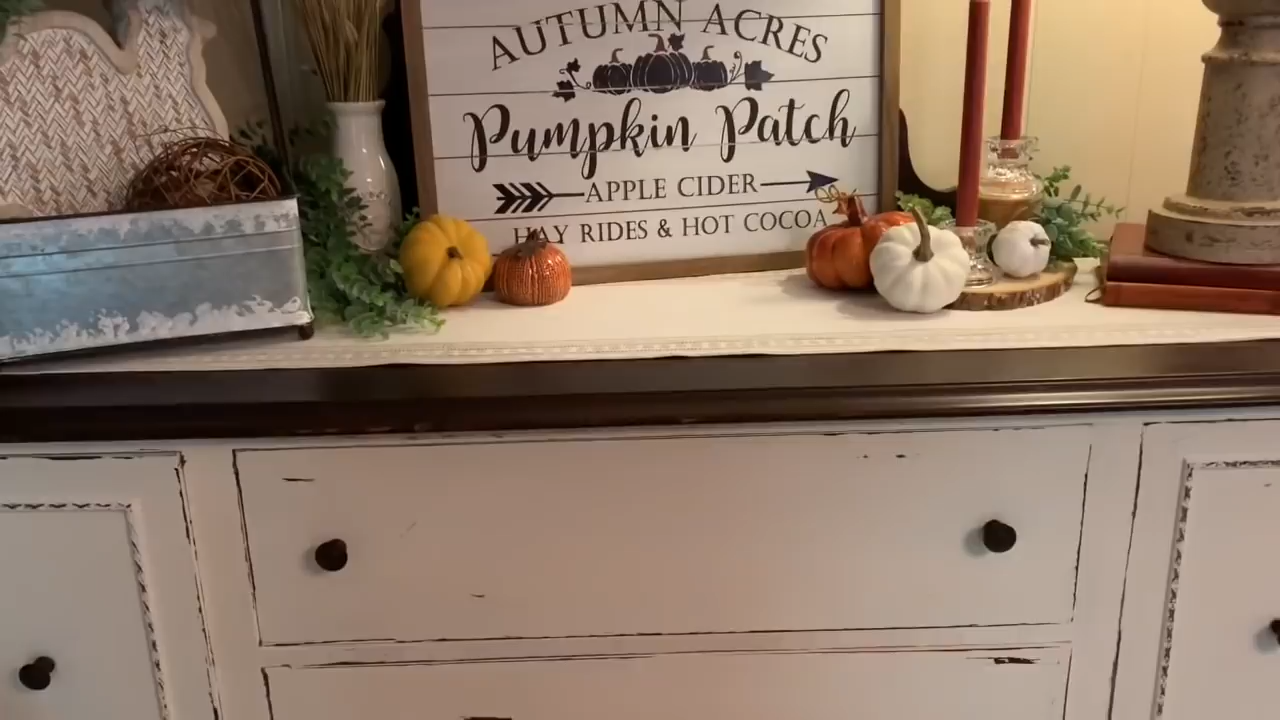 AUTUMN ACRES
Pumpkin Patch
APPLE CIDER
HAY RIDES & HOT COCOA